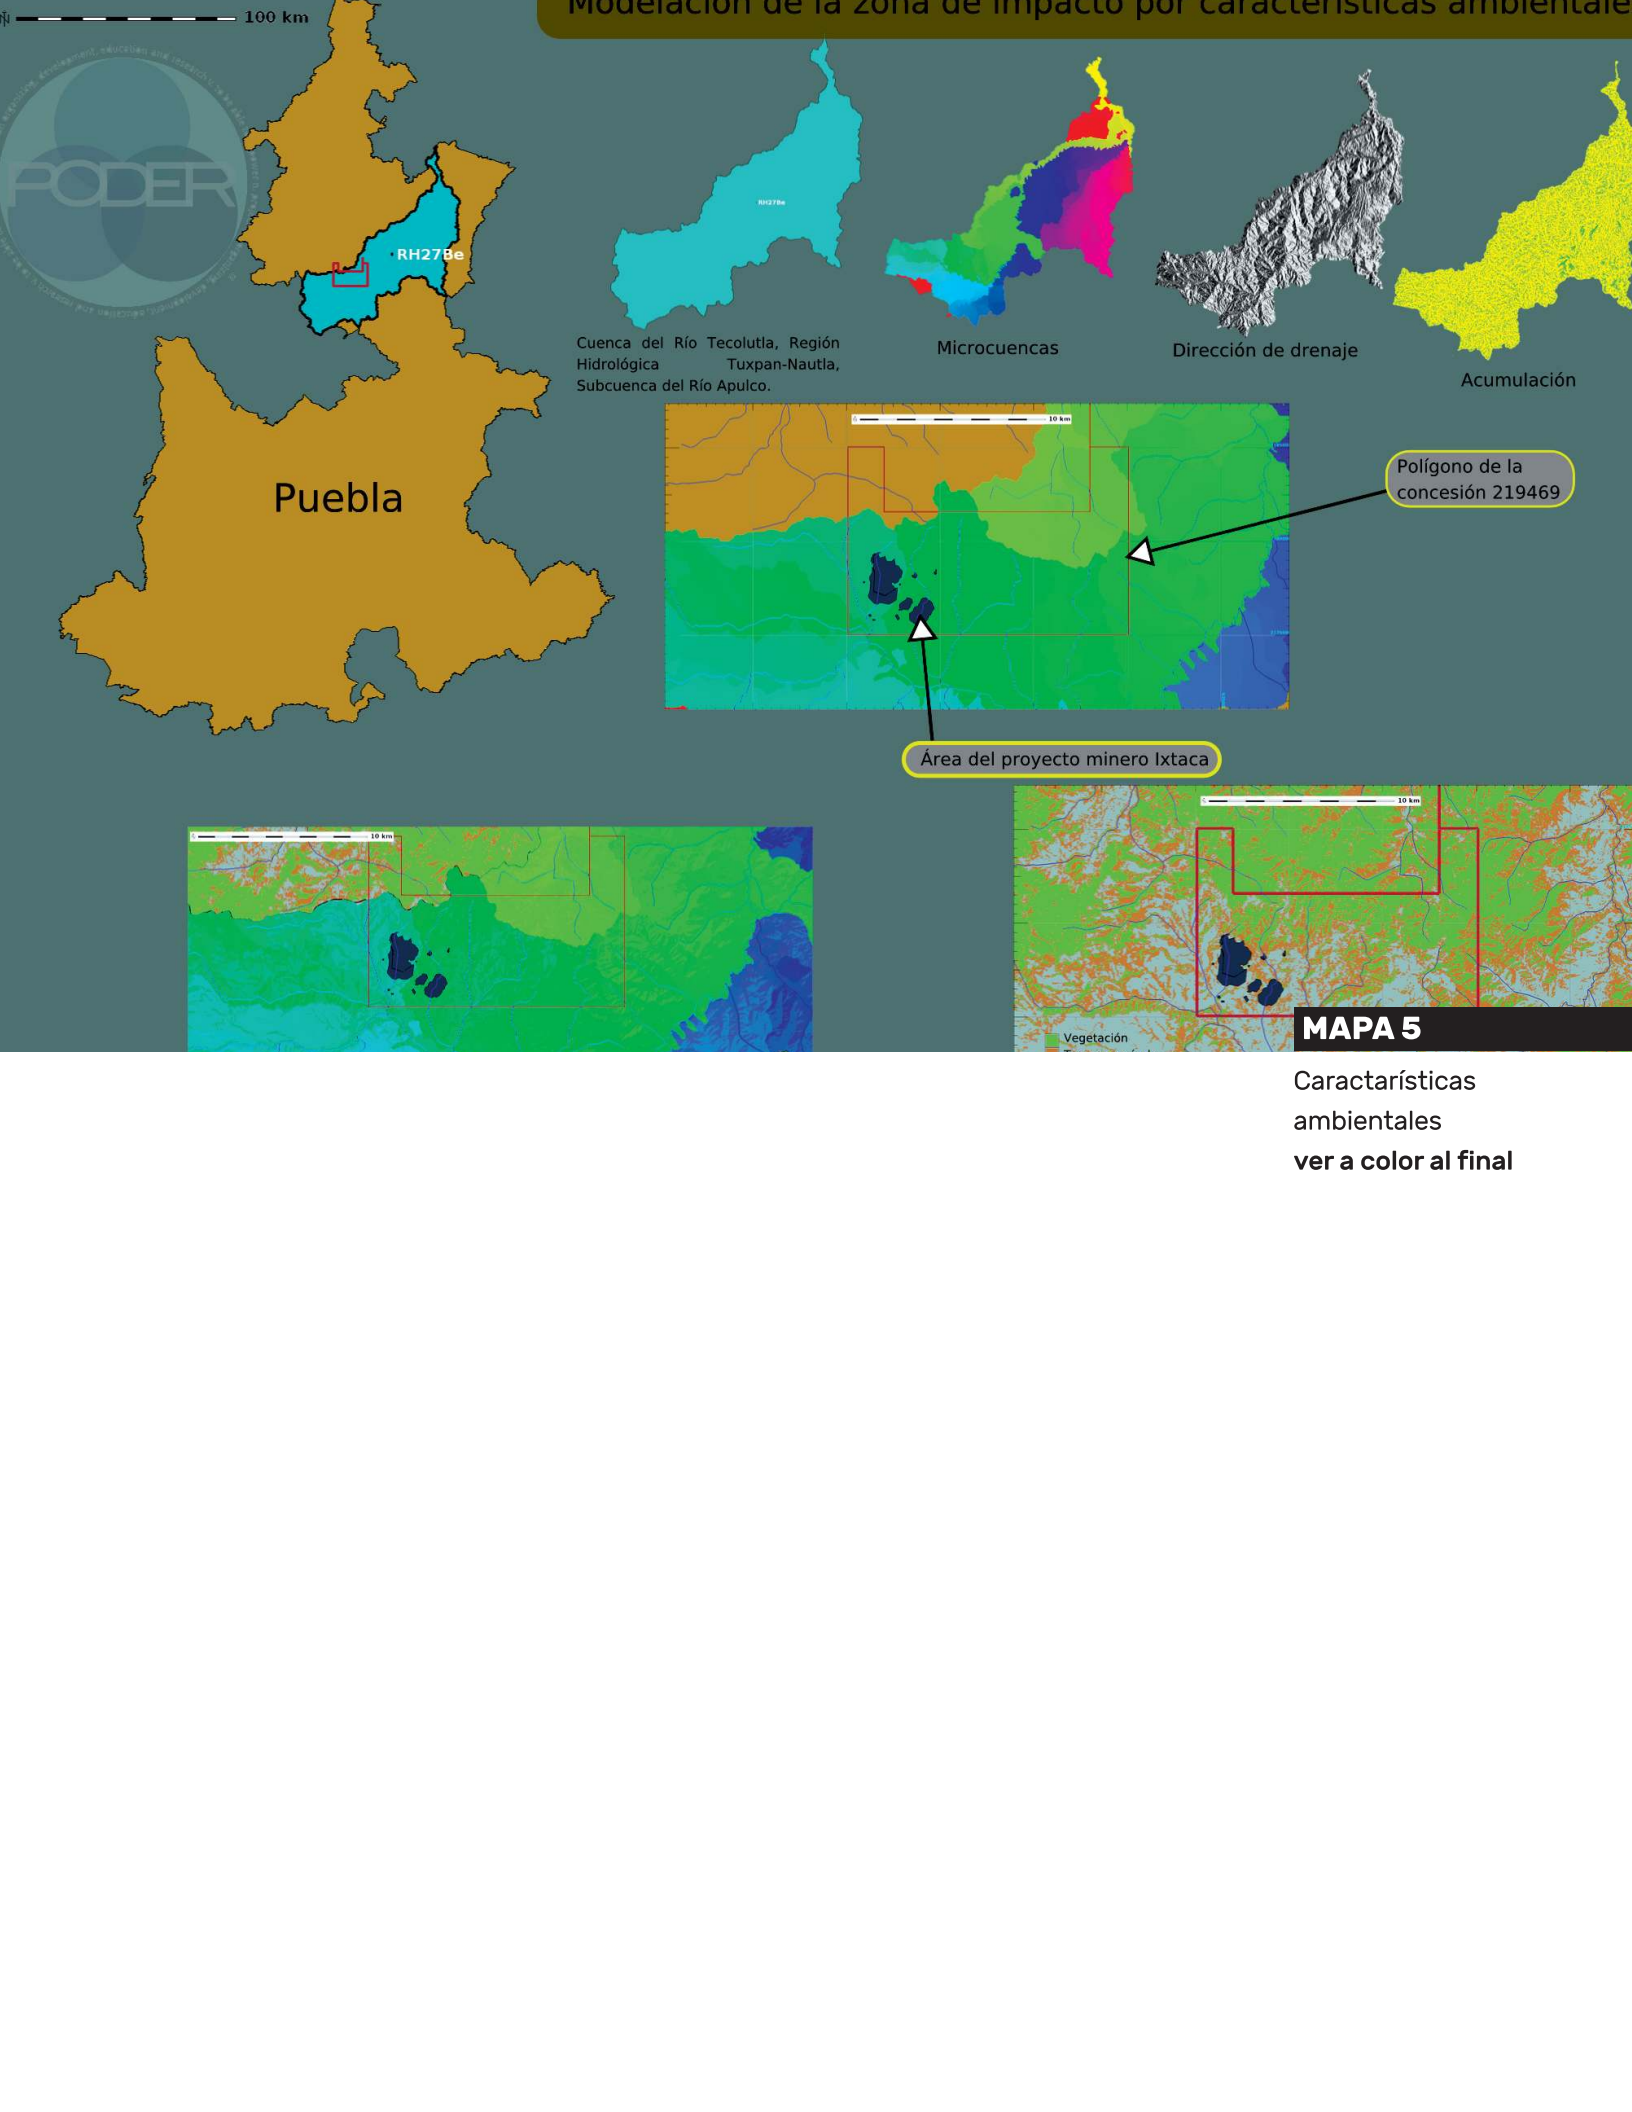 Modelación de la zona de impacto por características ambientale
100 km
PODER
RH27Be
RH27Be
Cuenca del Río Tecolutla, Región
Hidrológica Tuxpan-Nautla,
Subcuenca del Río Apulco.
Microcuencas
Dirección de drenaje
Acumulación
Puebla
10 km
Polígono de la
concesión 219469
Área del proyecto minero Ixtaca
10 km
10 km
Vegetación
MAPA 5
Caractarísticas
ambientales
ver a color al final